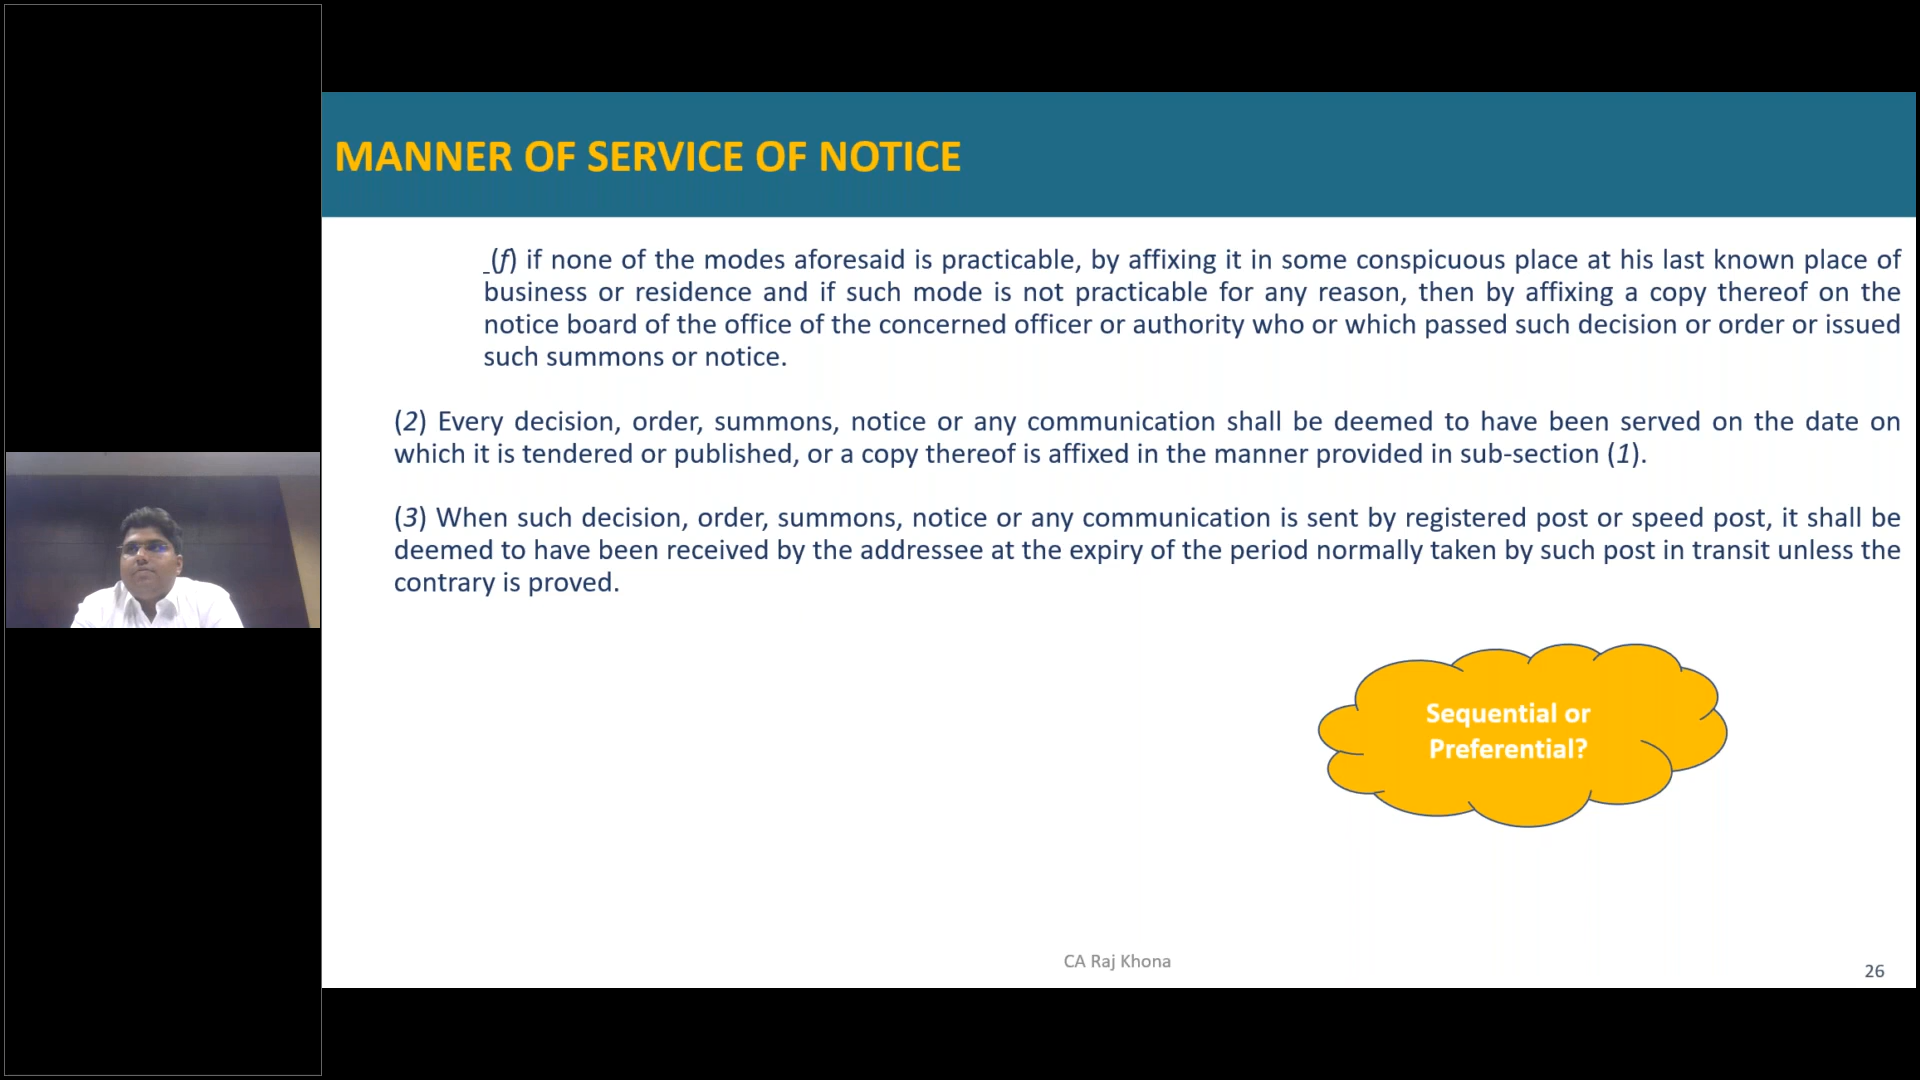 MANNER OF SERVICE OF NOTICE
(f) if none of the modes aforesaid is practicable, by affixing it in some conspicuous place at his last known place of
business or residence and if such mode is not practicable for any reason, then by affixing a copy thereof on the
notice board of the office of the concerned officer or authority who or which passed such decision or order or issued
such summons or notice.
(2) Every decision, order, summons, notice or any communication shall be deemed to have been served on the date on
which it is tendered or published, or a copy thereof is affixed in the manner provided in sub-section (1).
(3) When such decision, order, summons, notice or any communication is sent by registered post or speed post, it shall be
deemed to have been received by the addressee at the expiry of the period normally taken by such post in transit unless the
contrary is proved.
Sequential or
Preferential?
CA Raj Khona
26